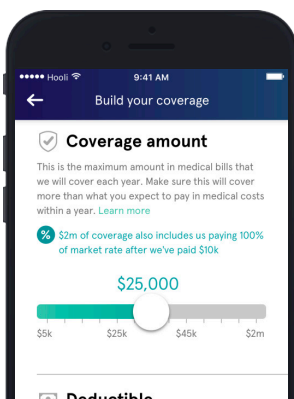 Hooli 9:41 AM
Build your coverage
Coverage amount
This is the maximum amount in medical bills that
we will cover each year. Make sure this will cover
more than what you expect to pay in medical costs
within a year. Learn more
% $2m of coverage also includes us paying 100%
of market rate after we've paid $10k
$25,000
$5k $25k $45k $2m
Deductible